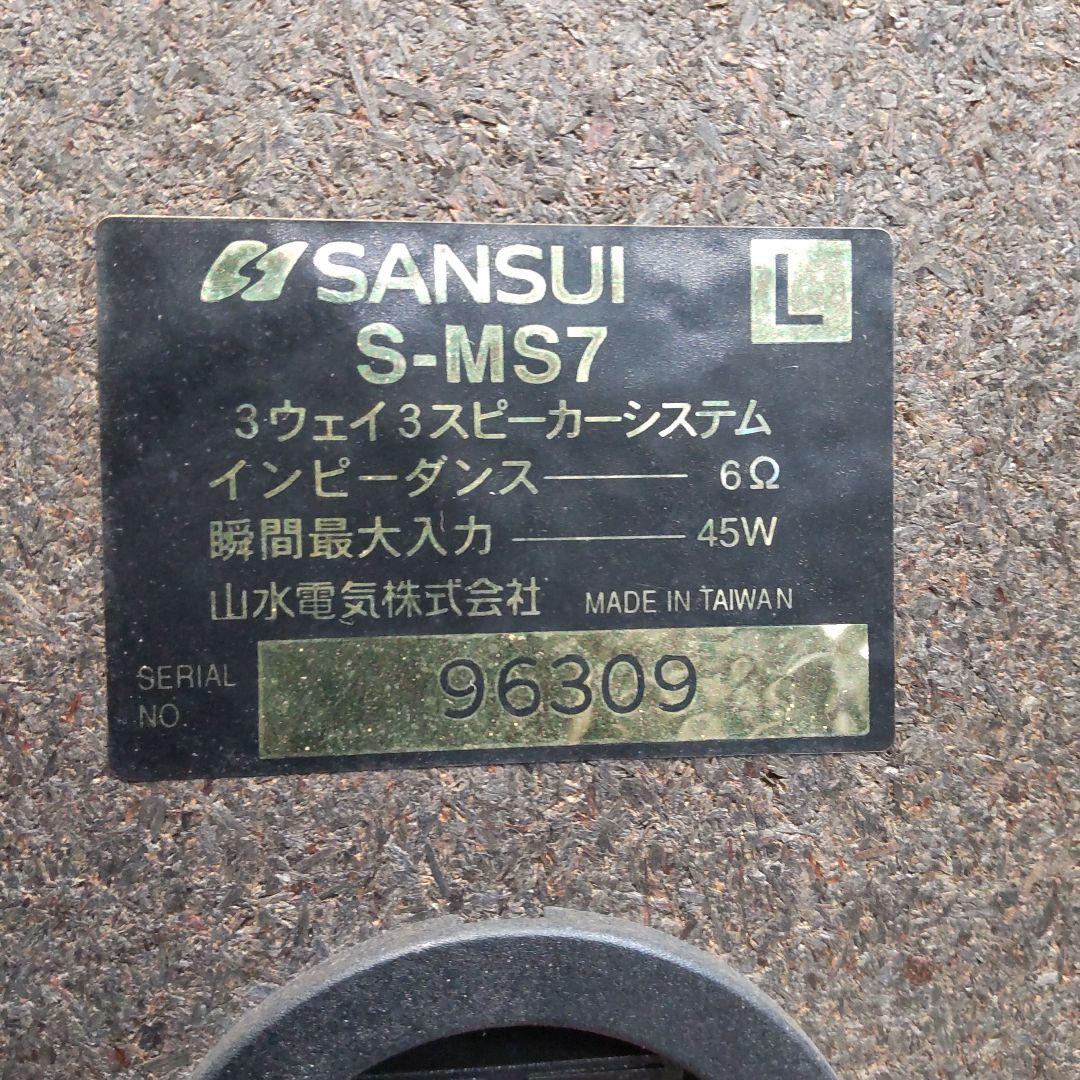 SANSUI L
S-MS7
3ウェイ3スピーカーシステム
インピーダンス 6Ω
瞬間最大入力 45W
山水電気株式会社 MADE IN TAIWAN
SERIAL NO. 96309